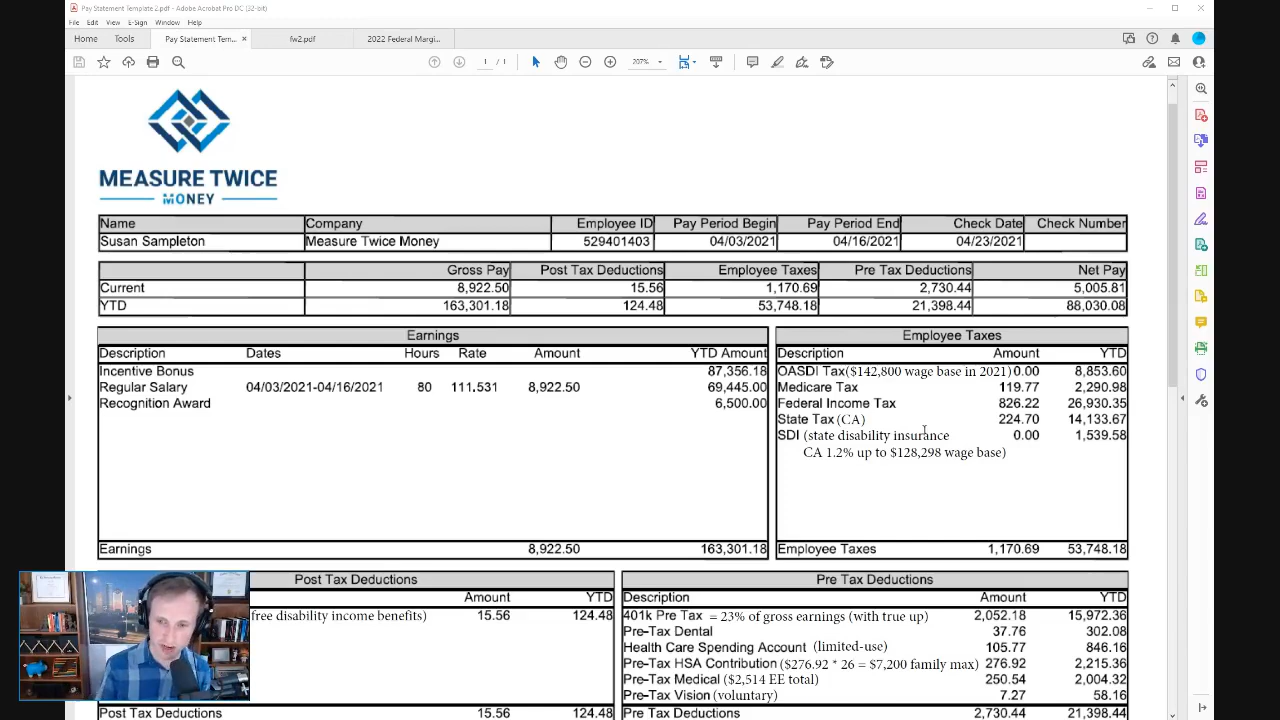 Pay Statement Template 2.pdf - Adobe Acrobat Pro DC (32-bit)
File Edit View E-Sign Window Help
Home Tools Pay Statement Tem... × fw2.pdf 2022 Federal Margi...
1 / 1 207%
MEASURE TWICE
MONEY
Name Company Employee ID Pay Period Begin Pay Period End Check Date Check Number
Susan Sampleton Measure Twice Money 529401403 04/03/2021 04/16/2021 04/23/2021
Gross Pay Post Tax Deductions Employee Taxes Pre Tax Deductions Net Pay
Current 8,922.50 15.56 1,170.69 2,730.44 5,005.81
YTD 163,301.18 124.48 53,748.18 21,398.44 88,030.08
Earnings Employee Taxes
Description Dates Hours Rate Amount YTD Amount Description Amount YTD
Incentive Bonus 87,356.18 OASDI Tax ($142,800 wage base in 2021) 0.00 8,853.60
Regular Salary 04/03/2021-04/16/2021 80 111.531 8,922.50 69,445.00 Medicare Tax 119.77 2,290.98
Recognition Award 6,500.00 Federal Income Tax 826.22 26,930.35
State Tax (CA) 224.70 14,133.67
SDI (state disability insurance 0.00 1,539.58
CA 1.2% up to $128,298 wage base)
Earnings 8,922.50 163,301.18 Employee Taxes 1,170.69 53,748.18
Post Tax Deductions Pre Tax Deductions
Amount YTD Description Amount YTD
free disability income benefits) 15.56 124.48 401k Pre Tax = 23% of gross earnings (with true up) 2,052.18 15,972.36
Pre-Tax Dental 37.76 302.08
Health Care Spending Account (limited-use) 105.77 846.16
Pre-Tax HSA Contribution ($276.92 * 26 = $7,200 family max) 276.92 2,215.36
Pre-Tax Medical ($2,514 EE total) 250.54 2,004.32
Pre-Tax Vision (voluntary) 7.27 58.16
Post Tax Deductions 15.56 124.48 Pre Tax Deductions 2,730.44 21,398.44